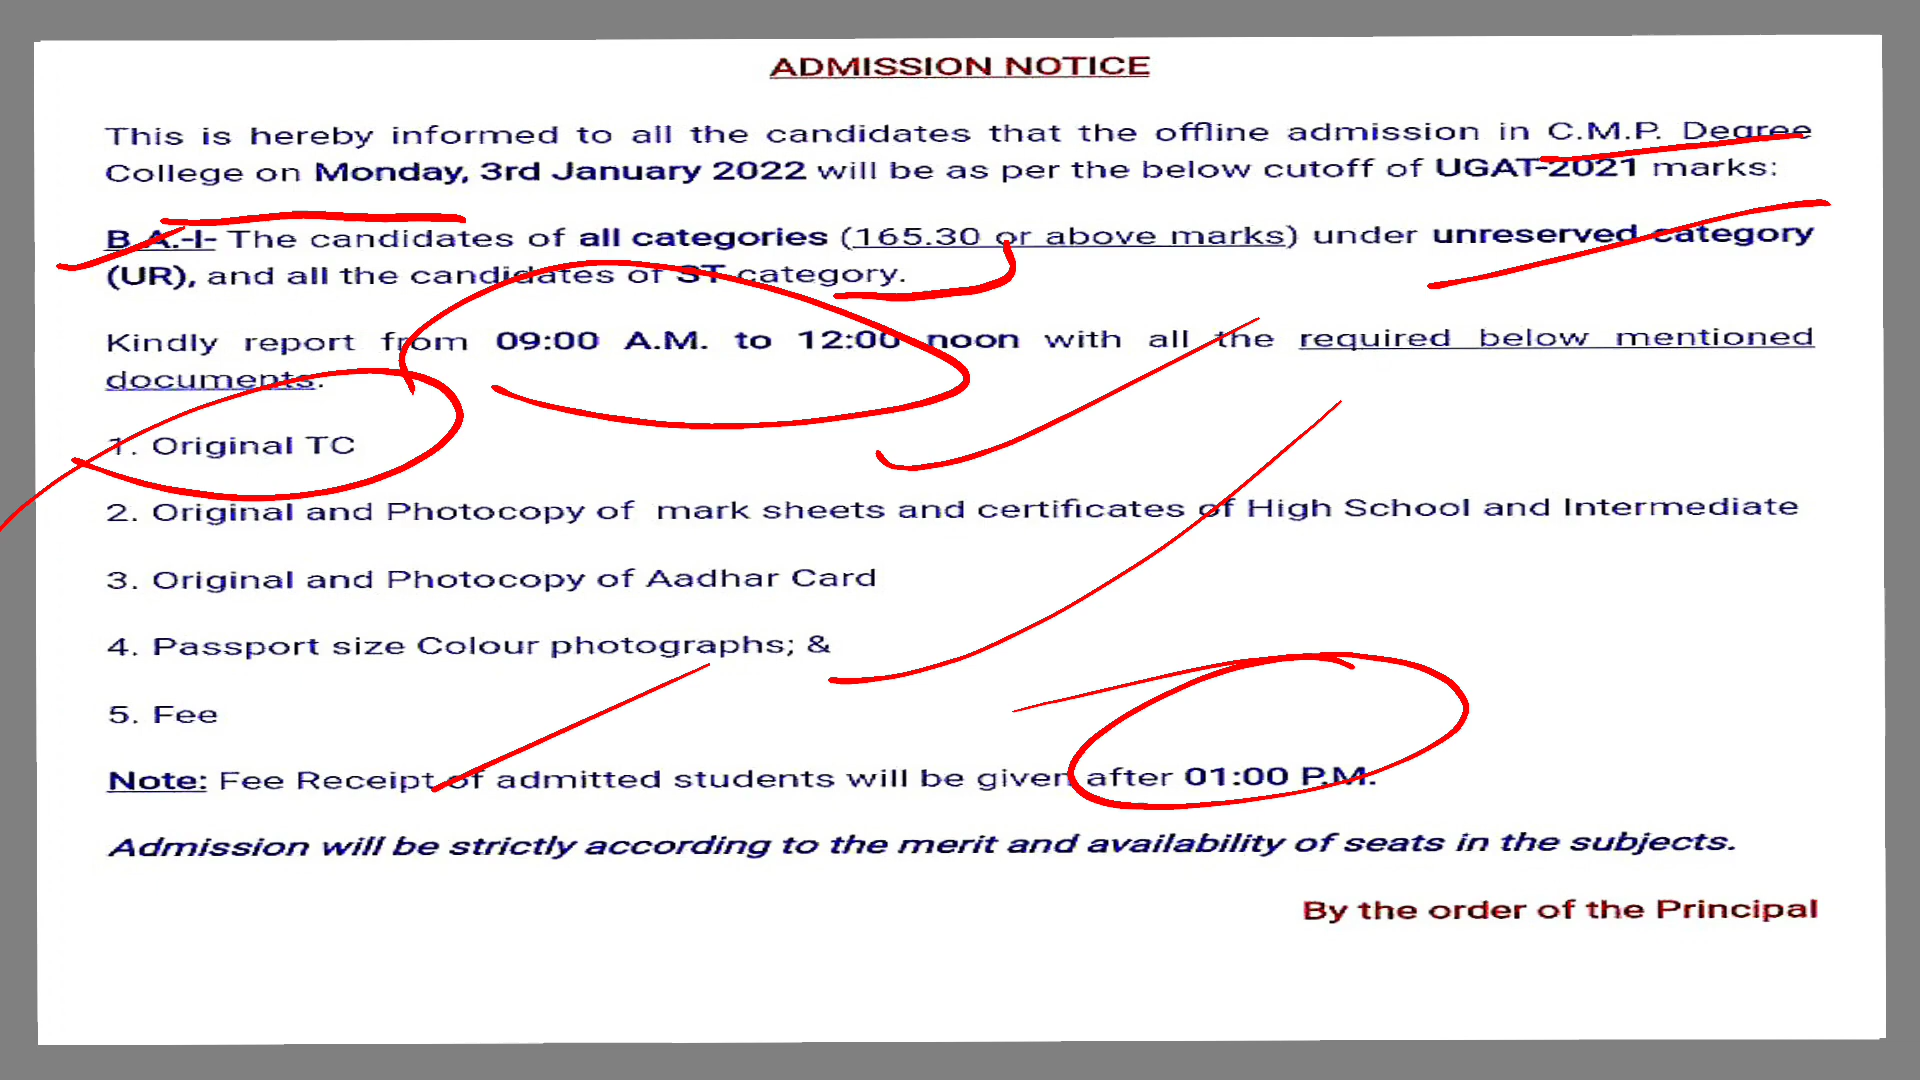 ADMISSION NOTICE
This is hereby informed to all the candidates that the offline admission in C.M.P. Degree
College on Monday, 3rd January 2022 will be as per the below cutoff of UGAT-2021 marks:
B.A.-I- The candidates of all categories (165.30 or above marks) under unreserved category
(UR), and all the candidates of ST category.
Kindly report from 09:00 A.M. to 12:00 noon with all the required below mentioned
documents.
1. Original TC
2. Original and Photocopy of mark sheets and certificates of High School and Intermediate
3. Original and Photocopy of Aadhar Card
4. Passport size Colour photographs; &
5. Fee
Note: Fee Receipt of admitted students will be given after 01:00 P.M.
Admission will be strictly according to the merit and availability of seats in the subjects.
By the order of the Principal